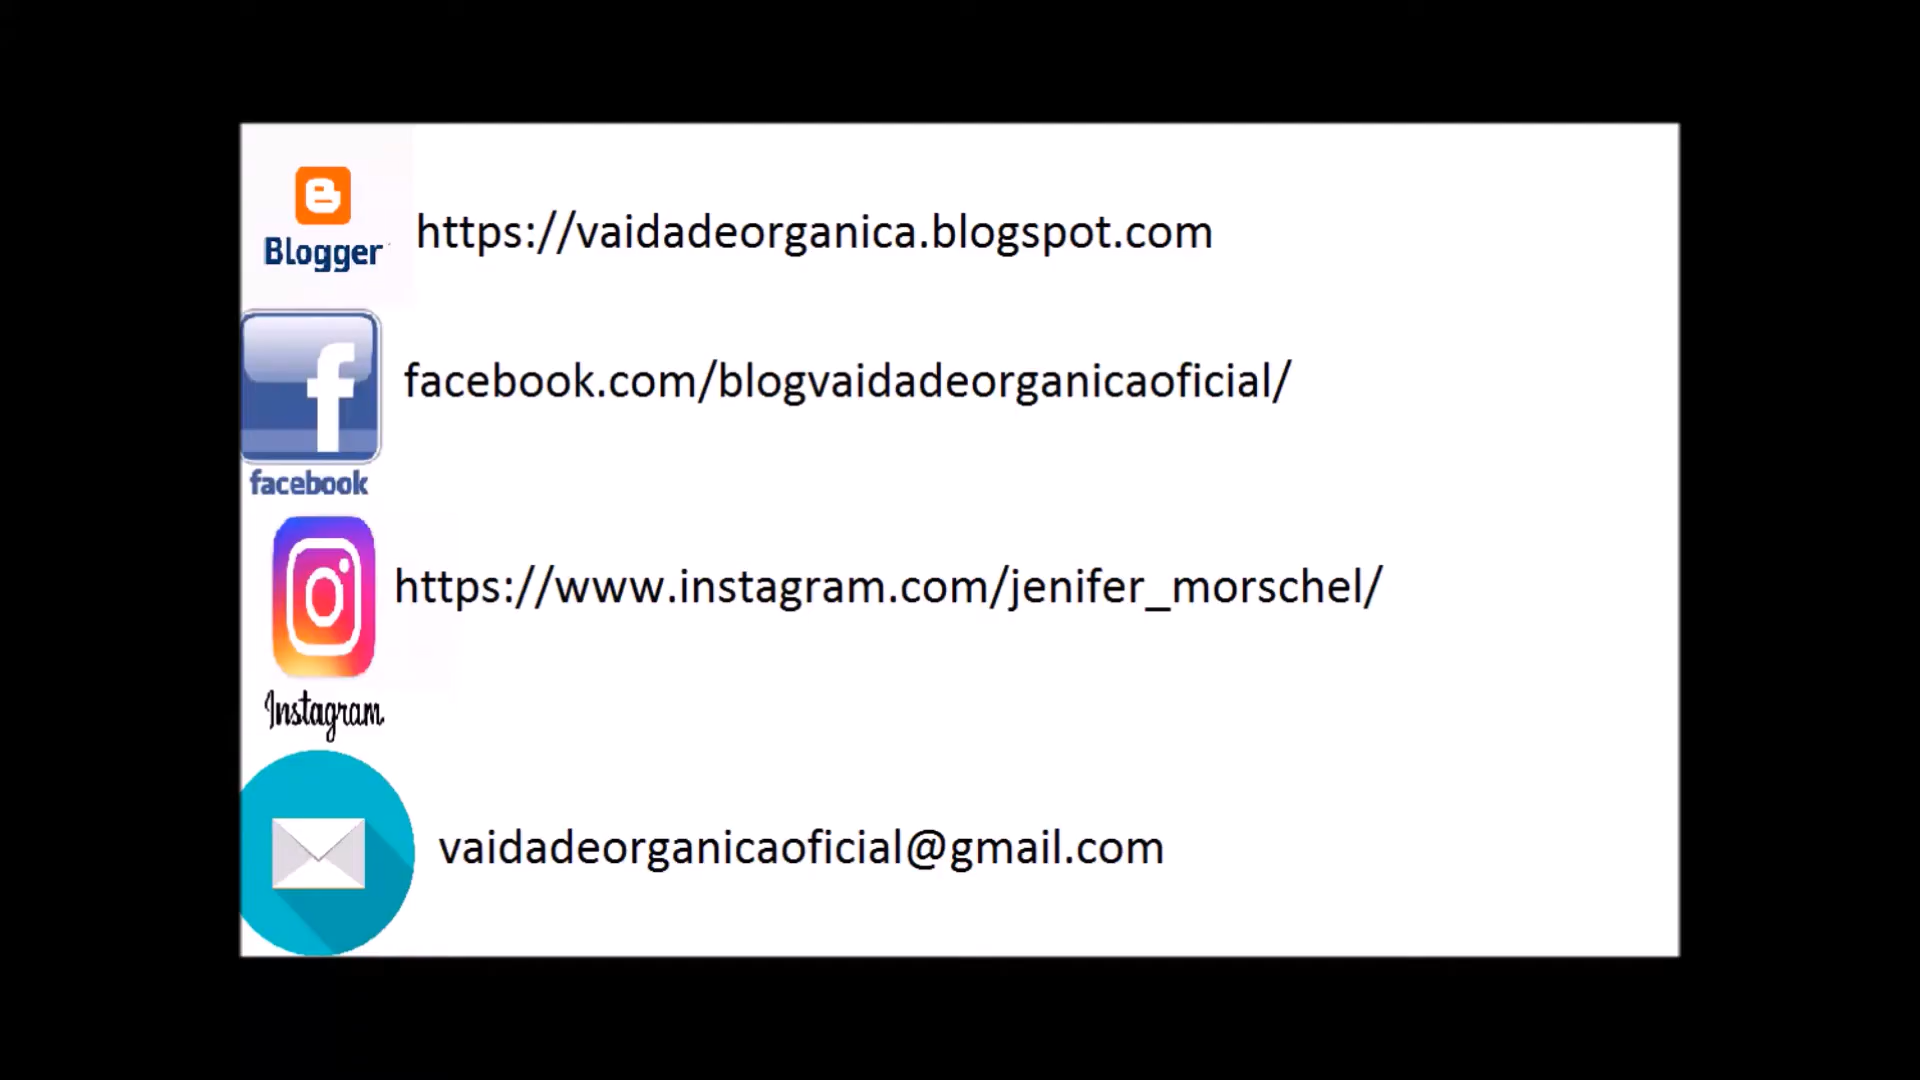 Blogger
https://vaidadeorganica.blogspot.com
facebook.com/blogvaidadeorganicaoficial/
facebook
https://www.instagram.com/jenifer_morschel/
Instagram
vaidadeorganicaoficial@gmail.com